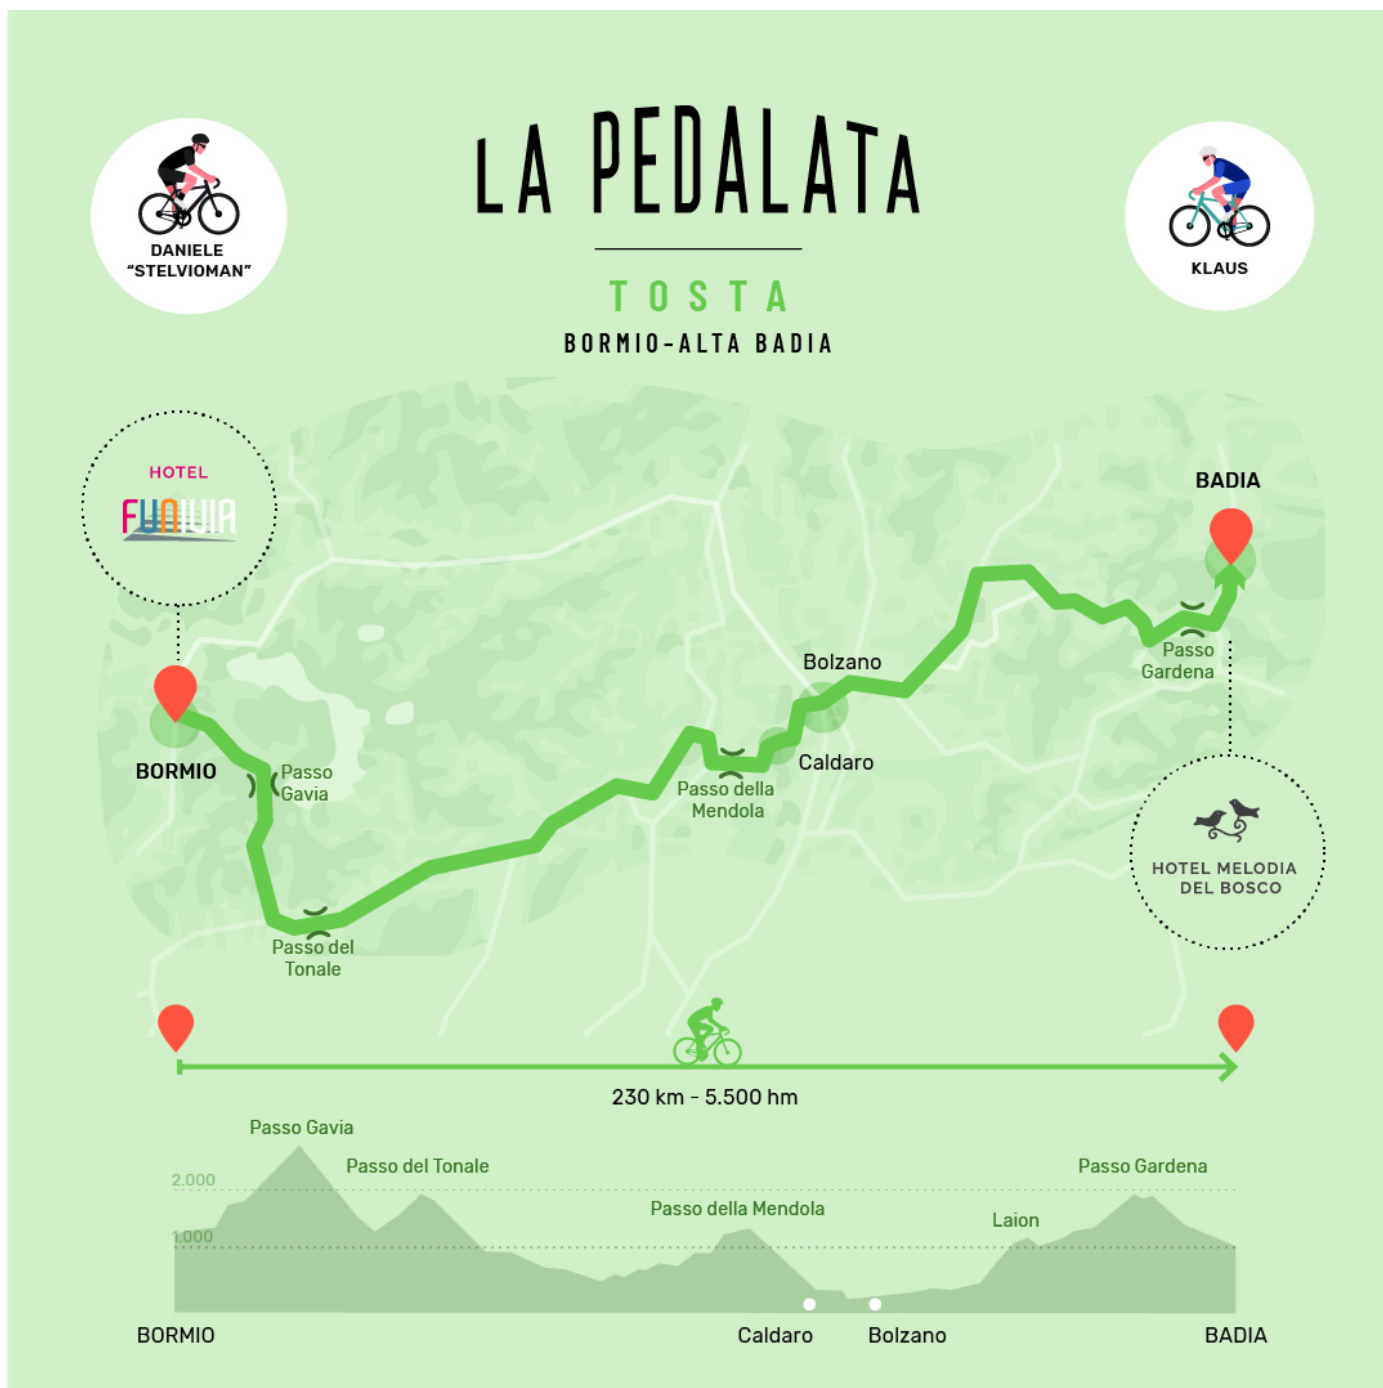 LA PEDALATA
TOSTA
BORMIO-ALTA BADIA
DANIELE
“STELVIOMAN”
KLAUS
HOTEL
FUNIVIA
BADIA
Passo
Gardena
Bolzano
Caldaro
BORMIO
Passo
Gavia
Passo della
Mendola
HOTEL MELODIA
DEL BOSCO
Passo del
Tonale
230 km - 5.500 hm
Passo Gavia
Passo del Tonale
Passo Gardena
2.000
Passo della Mendola
Laion
1.000
BORMIO
Caldaro
Bolzano
BADIA